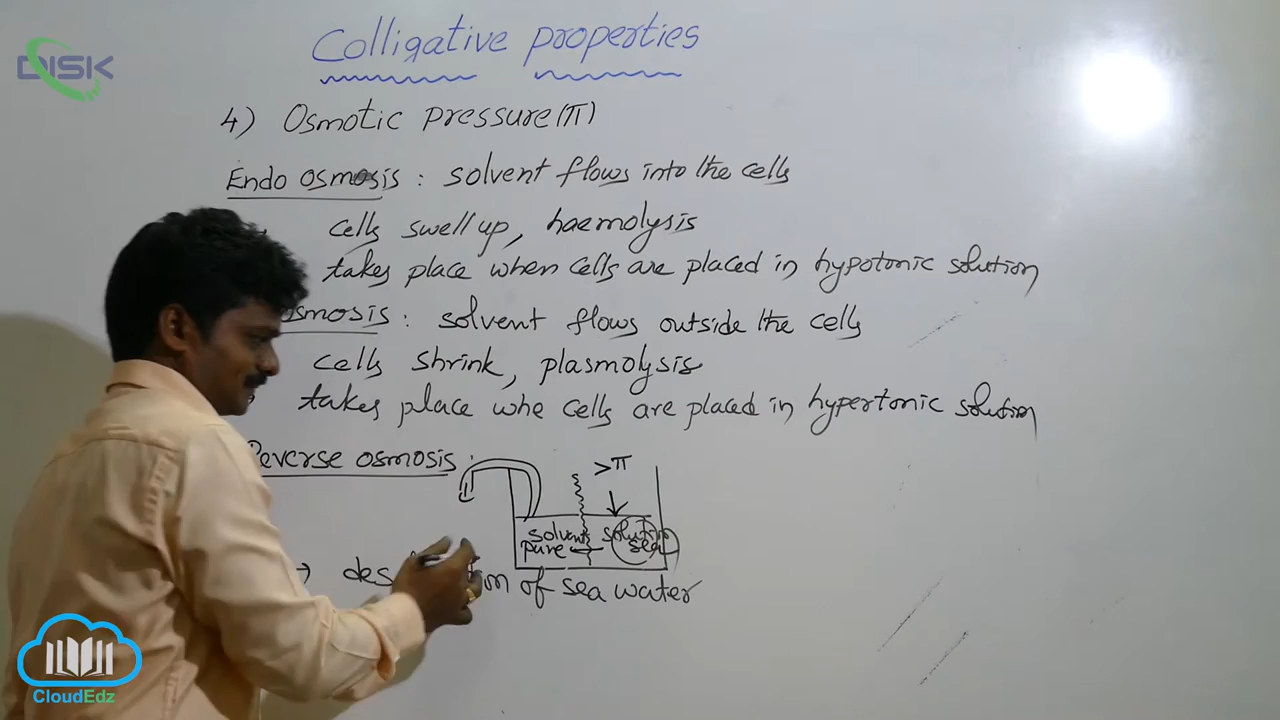 DISK
Colligative properties
4) Osmotic Pressure(π)
Endo osmosis : solvent flows into the cells
cells swell up, haemolysis
takes place when cells are placed in hypotonic solution
osmosis : solvent flows outside the cells
cells shrink, plasmolysis
takes place whe cells are placed in hypertonic solution
Reverse osmosis :
>π
solvent solution
pure sea
of sea water
CloudEdz